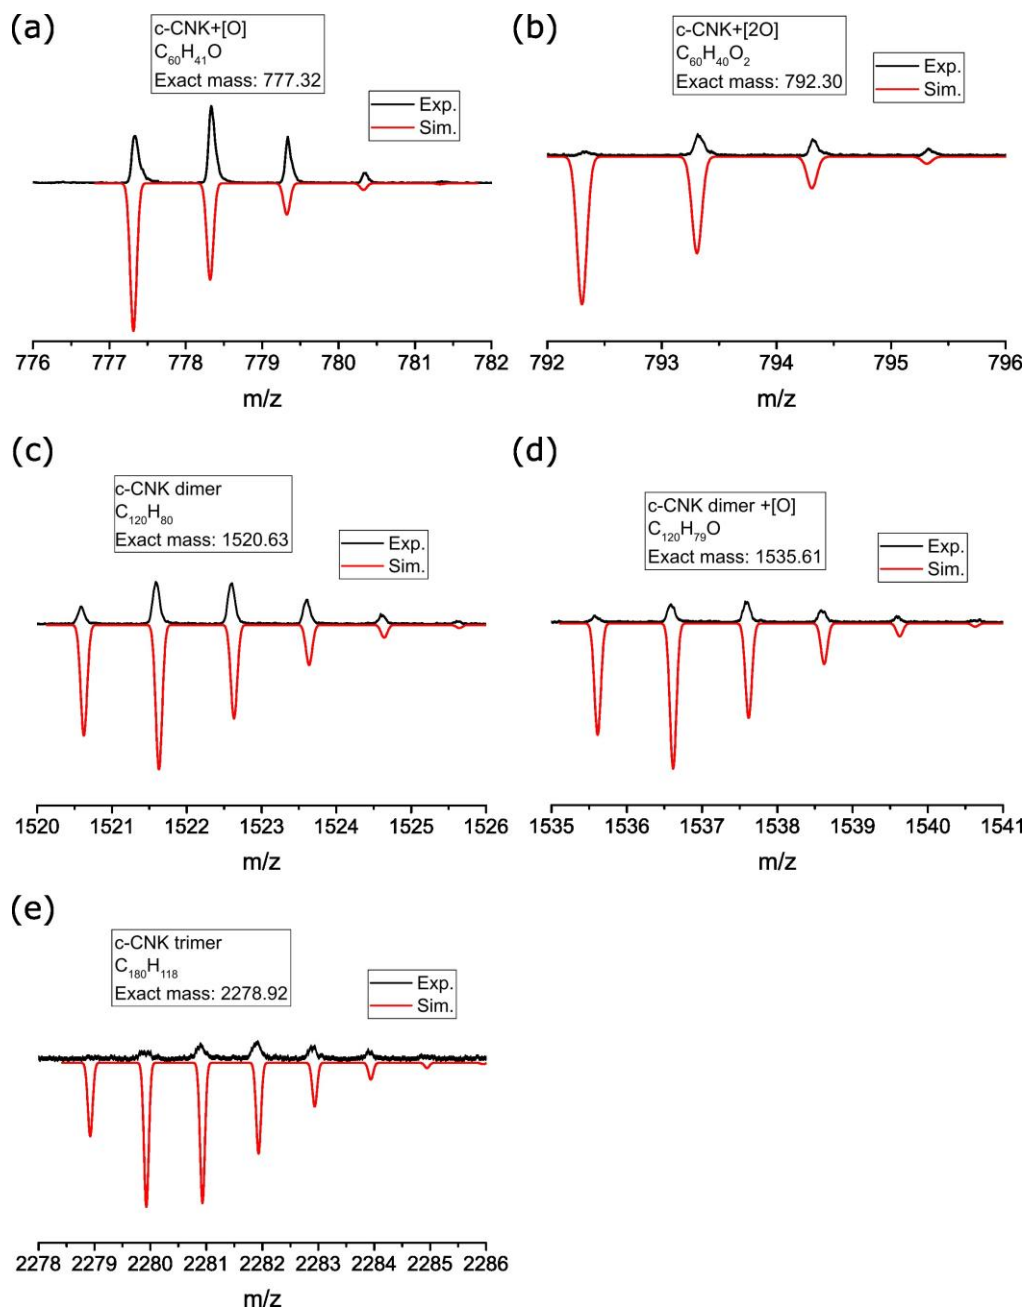 (a)
c-CNK+[O]
C₆₀H₄₁O
Exact mass: 777.32
Exp.
Sim.
776 777 778 779 780 781 782
m/z
(b)
c-CNK+[2O]
C₆₀H₄₀O₂
Exact mass: 792.30
Exp.
Sim.
792 793 794 795 796
m/z
(c)
c-CNK dimer
C₁₂₀H₈₀
Exact mass: 1520.63
Exp.
Sim.
1520 1521 1522 1523 1524 1525 1526
m/z
(d)
c-CNK dimer +[O]
C₁₂₀H₇₉O
Exact mass: 1535.61
Exp.
Sim.
1535 1536 1537 1538 1539 1540 1541
m/z
(e)
c-CNK trimer
C₁₈₀H₁₁₈
Exact mass: 2278.92
Exp.
Sim.
2278 2279 2280 2281 2282 2283 2284 2285 2286
m/z